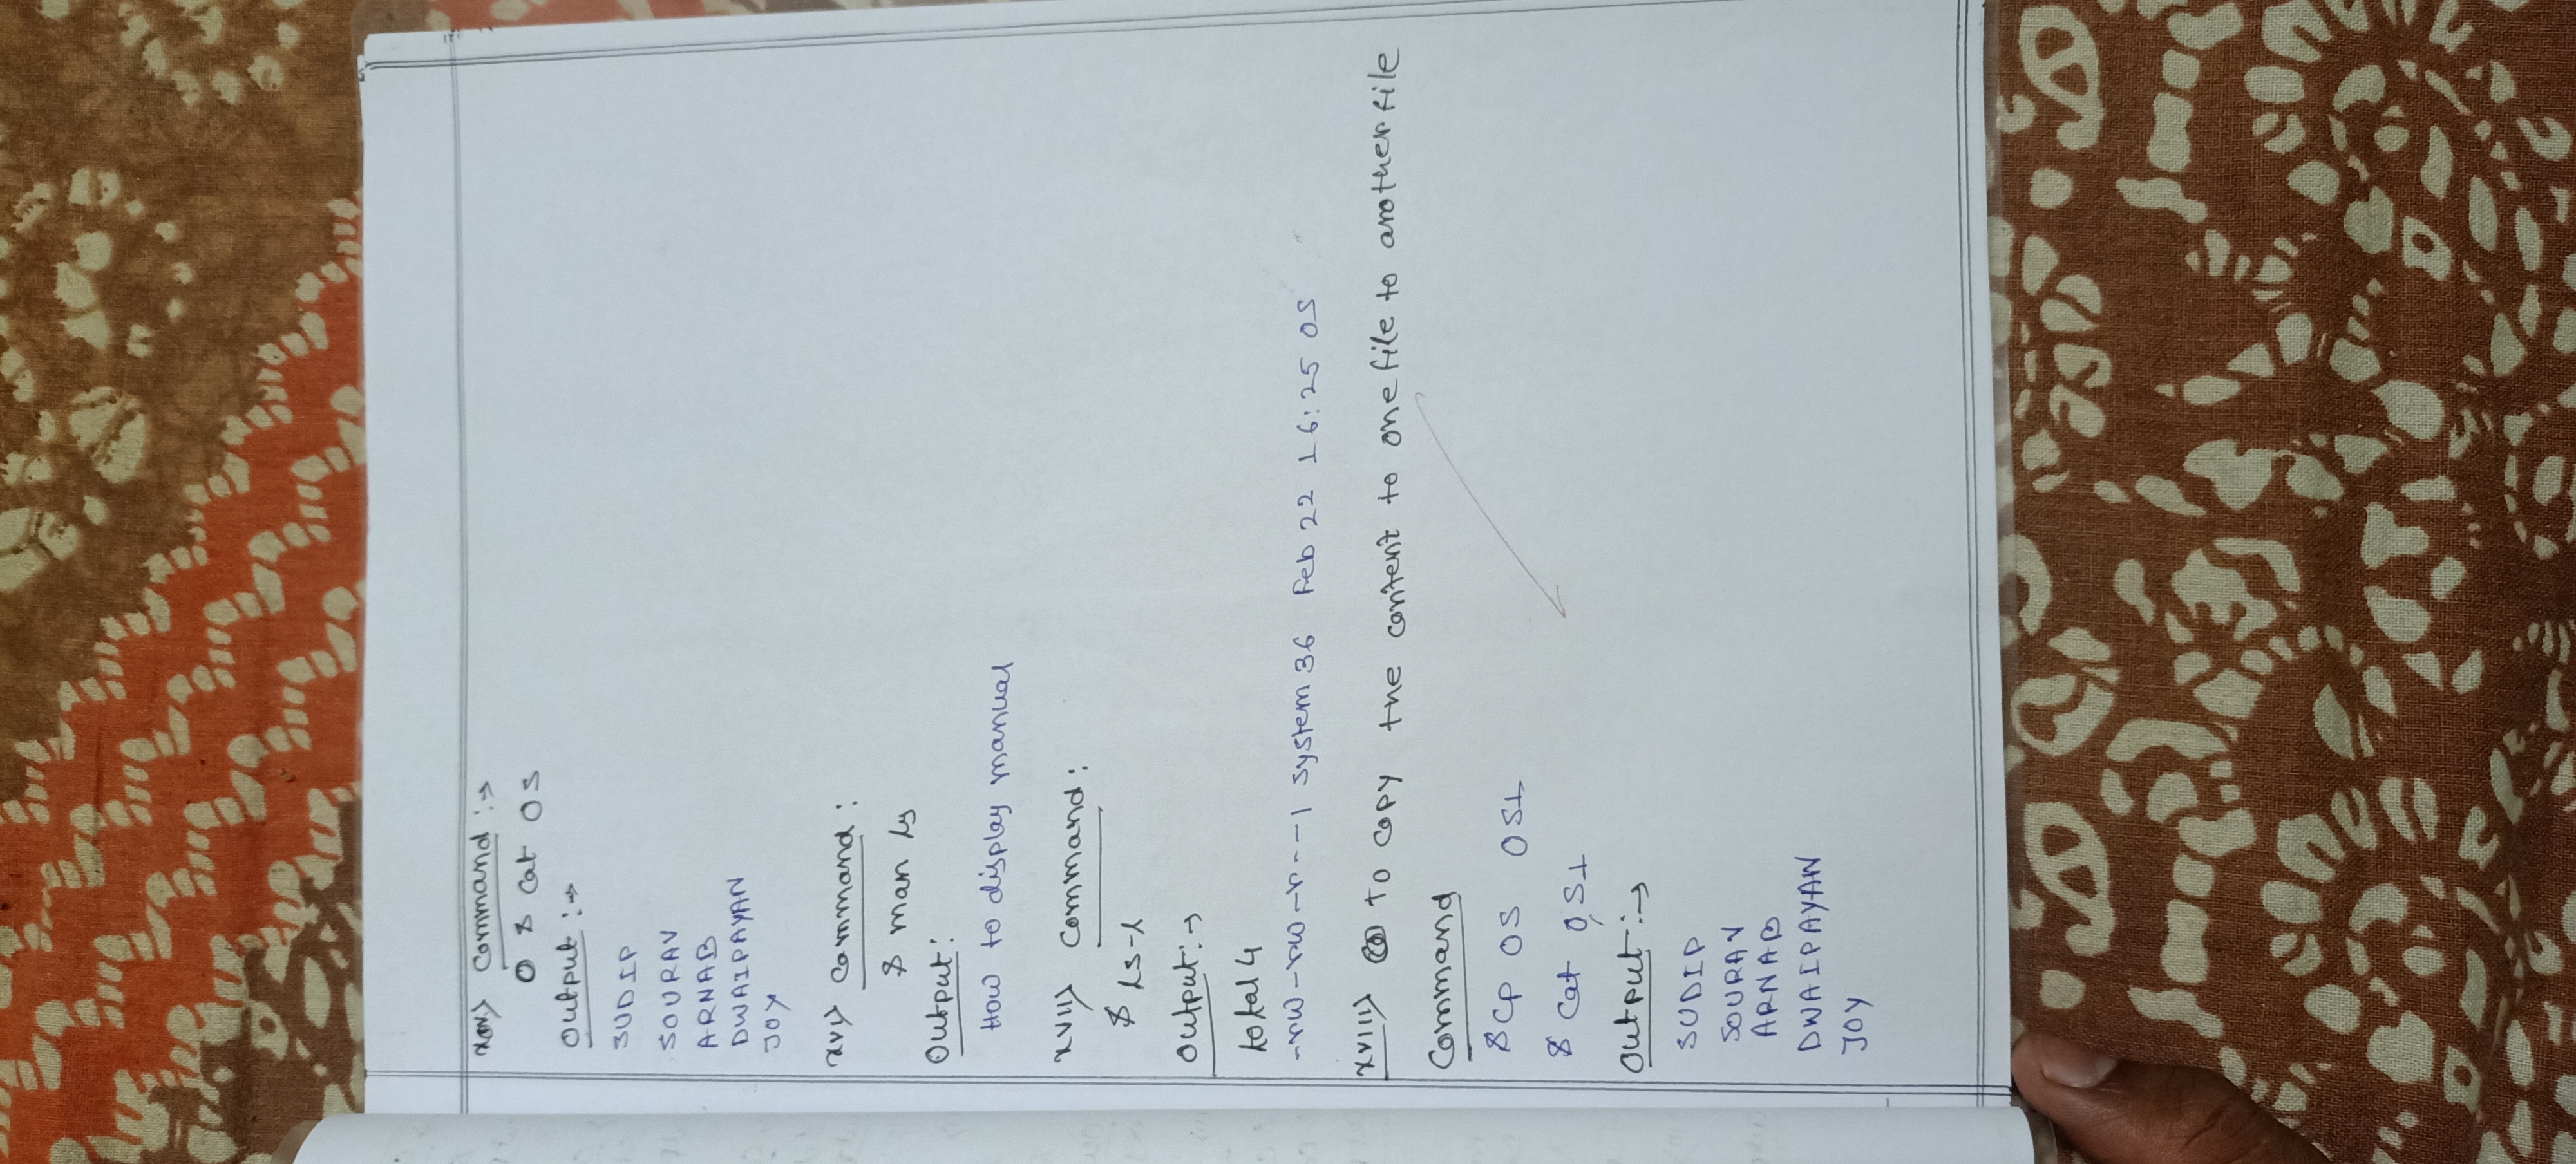 xv> Command :->
$ cat OS
Output :->
SUDIP
SOURAV
ARNAB
DWAIPAYAN
JOY
xvi> Command :
$ man ls
Output:
How to display manual
xvii> Command :
$ ls-l
Output:->
total 4
-rw-rw-r--1 system 36 Feb 22 16:25 OS
xviii> To copy the content to one file to another file
Command
$ cp OS OS1
$ cat OS1
Output:->
SUDIP
SOURAV
ARNAB
DWAIPAYAN
JOY